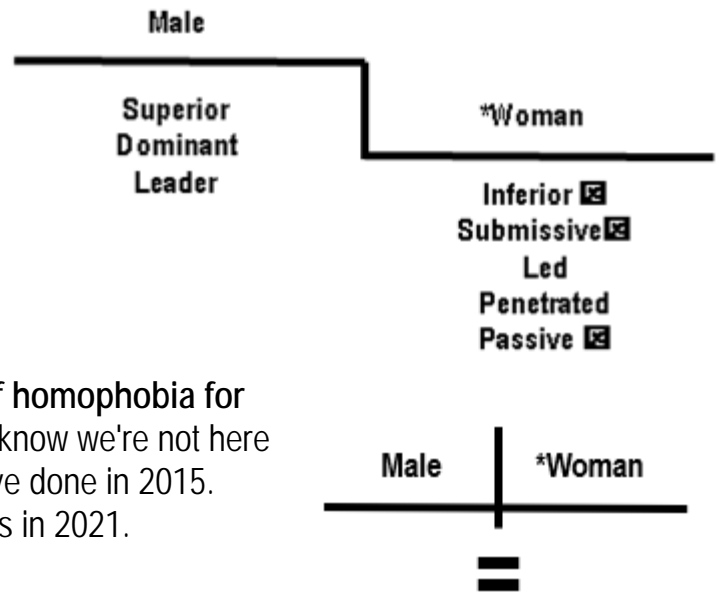 Male
Superior
Dominant
Leader
*Woman
Inferior
Submissive
Led
Penetrated
Passive
f homophobia for
know we're not here
ve done in 2015.
s in 2021.
Male
*Woman
=